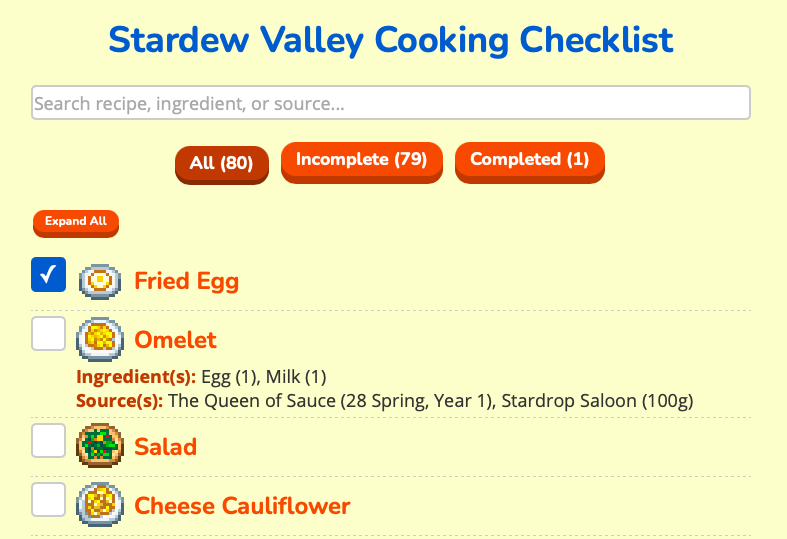 Stardew Valley Cooking Checklist
Search recipe, ingredient, or source...
All (80) Incomplete (79) Completed (1)
Expand All
Fried Egg
Omelet
Ingredient(s): Egg (1), Milk (1)
Source(s): The Queen of Sauce (28 Spring, Year 1), Stardrop Saloon (100g)
Salad
Cheese Cauliflower